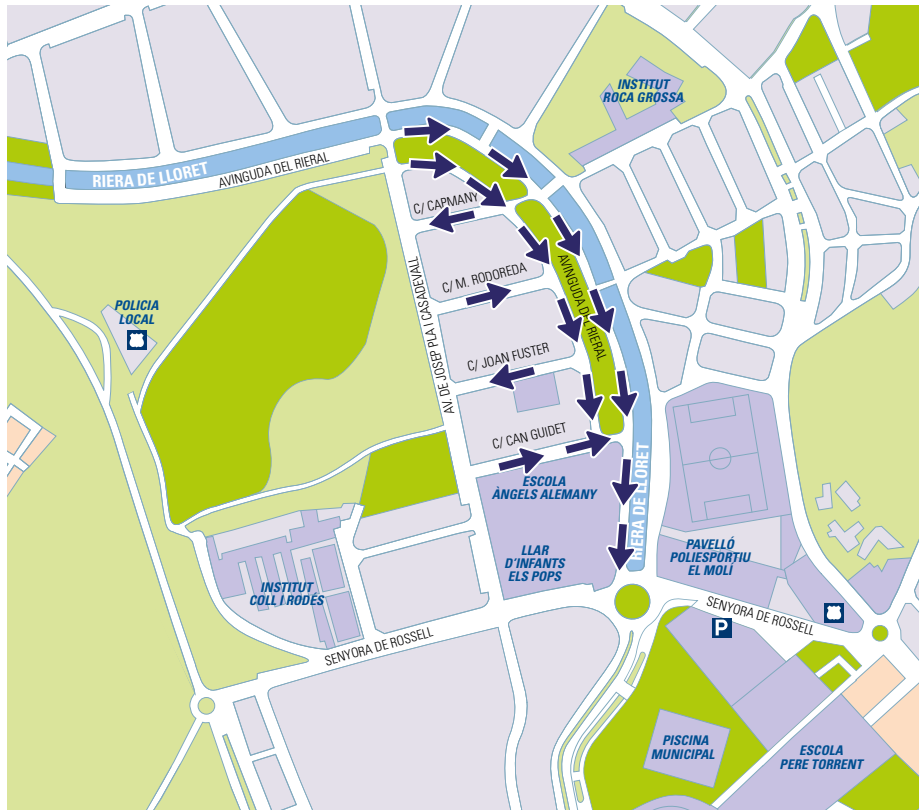 INSTITUT
ROCA GROSSA
RIERA DE LLORET
AVINGUDA DEL RIERAL
C/ CAPMANY
AV. DE JOSEP PLA I CASADEVALL
C/ M. RODOREDA
AVINGUDA DEL RIERAL
POLICIA
LOCAL
C/ JOAN FUSTER
C/ CAN GUIDET
ESCOLA
ÀNGELS ALEMANY
RIERA DE LLORET
LLAR
D'INFANTS
ELS POPS
PAVELLÓ
POLIESPORTIU
EL MOLÍ
INSTITUT
COLL I RODÉS
SENYORA DE ROSSELL
SENYORA DE ROSSELL
P
PISCINA
MUNICIPAL
ESCOLA
PERE TORRENT